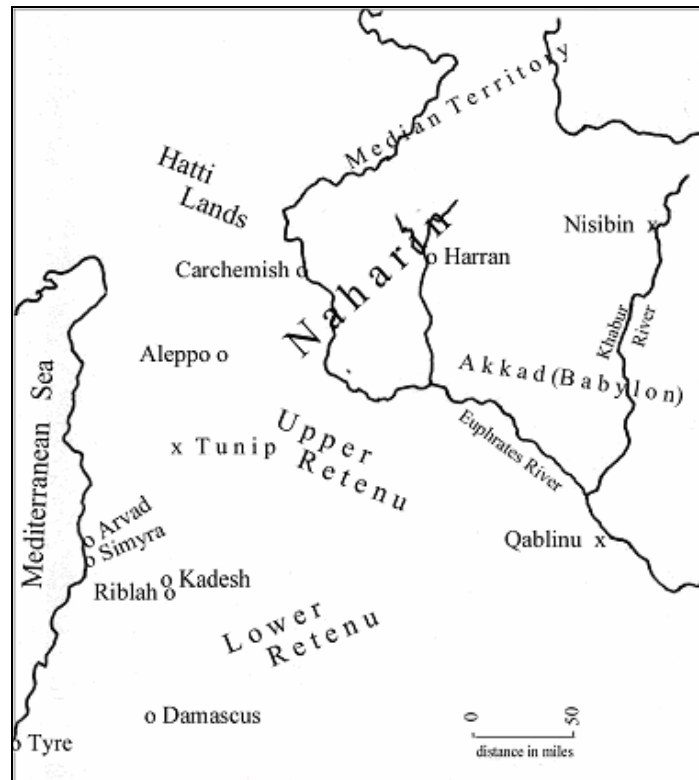 Median Territory
Hatti
Lands
Nisibin x
Naharin
Carchemish o
o Harran
Khabur
River
Aleppo o
Akkad (Babylon)
Mediterranean Sea
x Tunip
Upper
Retenu
Euphrates River
o Arvad
o Simyra
Qablinu x
o Kadesh
Riblah o
Lower
Retenu
o Damascus
0 50
distance in miles
o Tyre